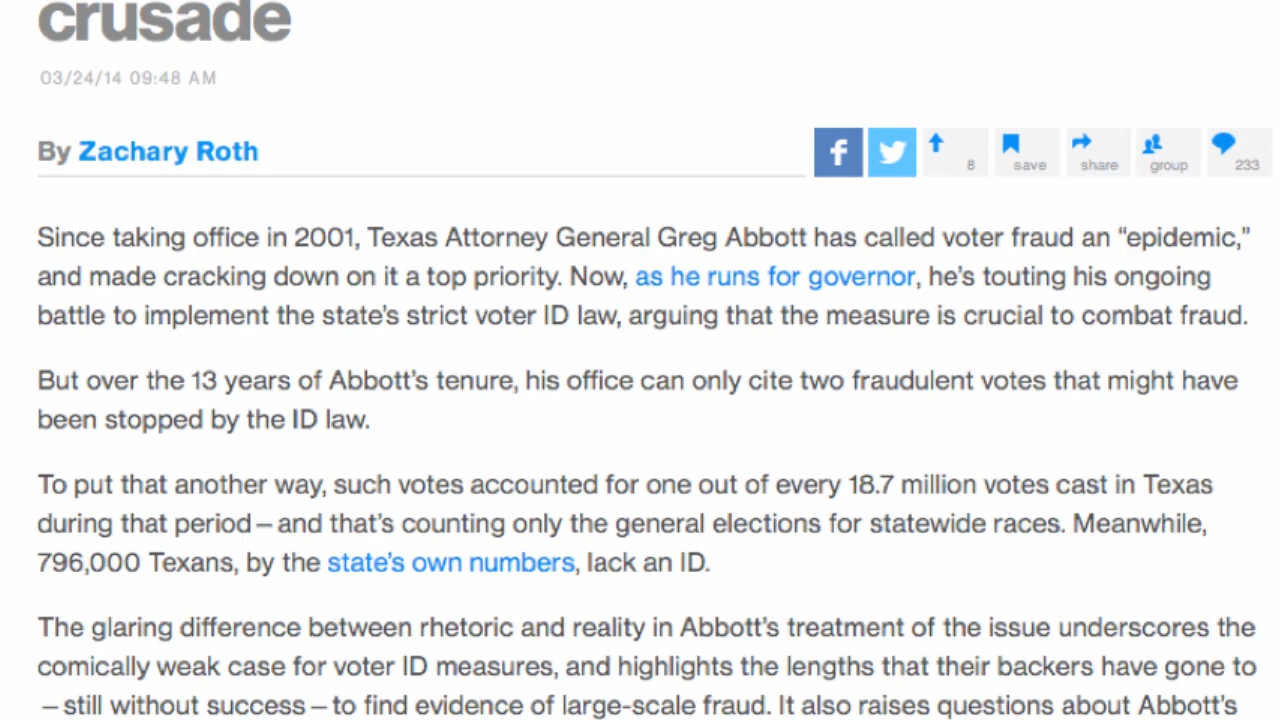 crusade
03/24/14 09:48 AM
By Zachary Roth
f
8
save
share
group
233
Since taking office in 2001, Texas Attorney General Greg Abbott has called voter fraud an “epidemic,”
and made cracking down on it a top priority. Now, as he runs for governor, he’s touting his ongoing
battle to implement the state’s strict voter ID law, arguing that the measure is crucial to combat fraud.
But over the 13 years of Abbott’s tenure, his office can only cite two fraudulent votes that might have
been stopped by the ID law.
To put that another way, such votes accounted for one out of every 18.7 million votes cast in Texas
during that period – and that’s counting only the general elections for statewide races. Meanwhile,
796,000 Texans, by the state’s own numbers, lack an ID.
The glaring difference between rhetoric and reality in Abbott’s treatment of the issue underscores the
comically weak case for voter ID measures, and highlights the lengths that their backers have gone to
– still without success – to find evidence of large-scale fraud. It also raises questions about Abbott’s